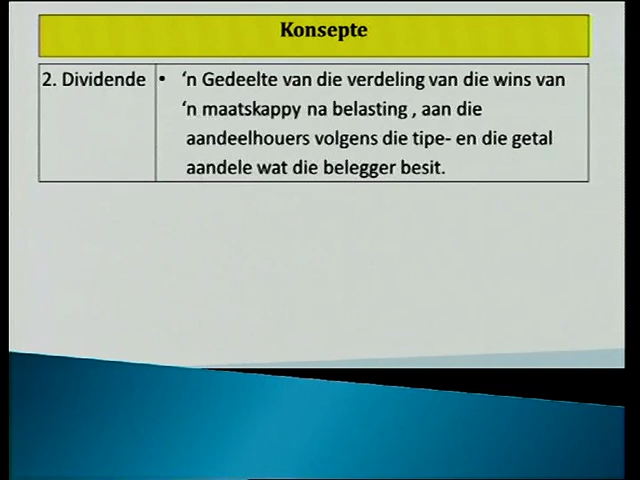 Konsepte
2. Dividende • ‘n Gedeelte van die verdeling van die wins van
‘n maatskappy na belasting , aan die
aandeelhouers volgens die tipe- en die getal
aandele wat die belegger besit.